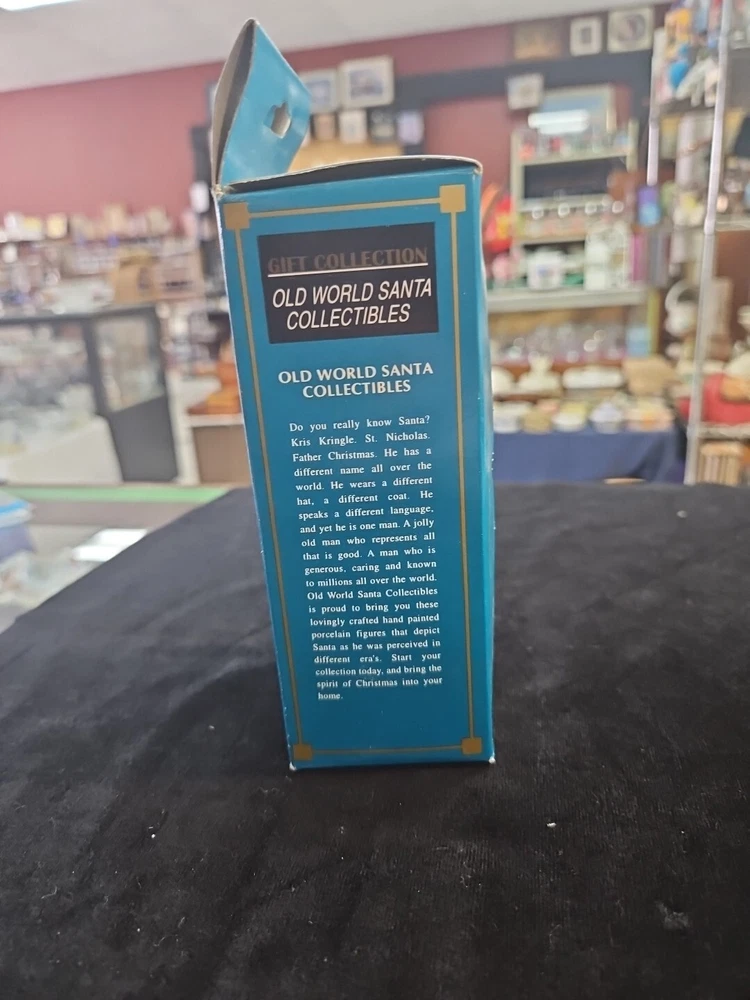 GIFT COLLECTION
OLD WORLD SANTA
COLLECTIBLES
OLD WORLD SANTA
COLLECTIBLES
Do you really know Santa?
Kris Kringle. St. Nicholas.
Father Christmas. He has a
different name all over the
world. He wears a different
hat, a different coat. He
speaks a different language,
and yet he is one man. A jolly
old man who represents all
that is good. A man who is
generous, caring and known
to millions all over the world.
Old World Santa Collectibles
is proud to bring you these
lovingly crafted hand painted
porcelain figures that depict
Santa as he was perceived in
different era's. Start your
collection today, and bring the
spirit of Christmas into your
home.